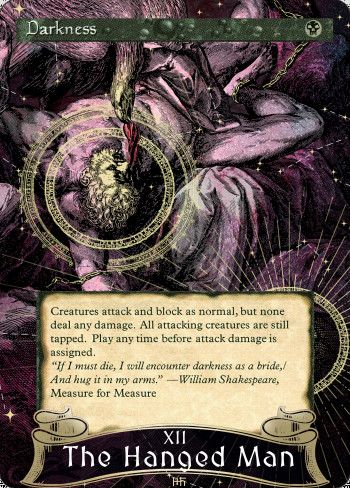 Darkness
Creatures attack and block as normal, but none
deal any damage. All attacking creatures are still
tapped. Play any time before attack damage is
assigned.
"If I must die, I will encounter darkness as a bride,/
And hug it in my arms." —William Shakespeare,
Measure for Measure
XII
The Hanged Man